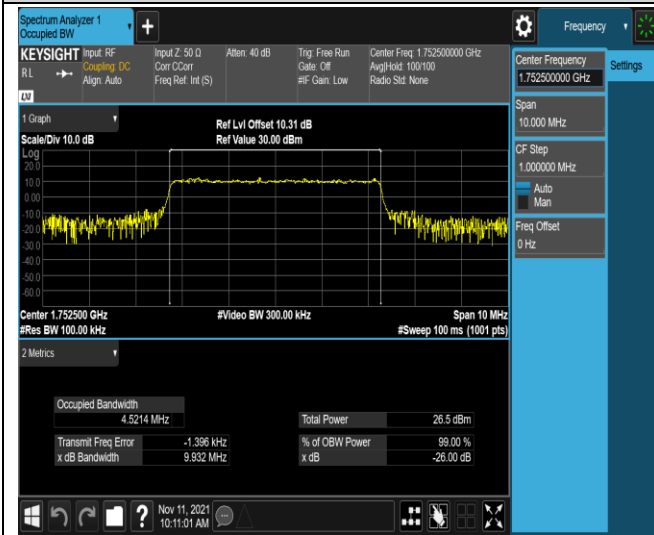 Spectrum Analyzer 1
Occupied BW
+
Frequency
KEYSIGHT
R L
LXI
Input: RF
Coupling: DC
Align: Auto
Input Z: 50 Ω
Corr CCorr
Freq Ref: Int (S)
Atten: 40 dB
Trig: Free Run
Gate: Off
#IF Gain: Low
Center Freq: 1.752500000 GHz
Avg|Hold: 100/100
Radio Std: None
Center Frequency
1.752500000 GHz
Settings
Span
10.000 MHz
CF Step
1.000000 MHz
Auto
Man
Freq Offset
0 Hz
1 Graph
Scale/Div 10.0 dB
Ref Lvl Offset 10.31 dB
Ref Value 30.00 dBm
Log
20.0
10.0
0.00
-10.0
-20.0
-30.0
-40.0
-50.0
-60.0
Center 1.752500 GHz
#Res BW 100.00 kHz
#Video BW 300.00 kHz
Span 10 MHz
#Sweep 100 ms (1001 pts)
2 Metrics
Occupied Bandwidth
4.5214 MHz
Total Power 26.5 dBm
Transmit Freq Error -1.396 kHz
% of OBW Power 99.00 %
x dB Bandwidth 9.932 MHz
x dB -26.00 dB
?
Nov 11, 2021
10:11:01 AM